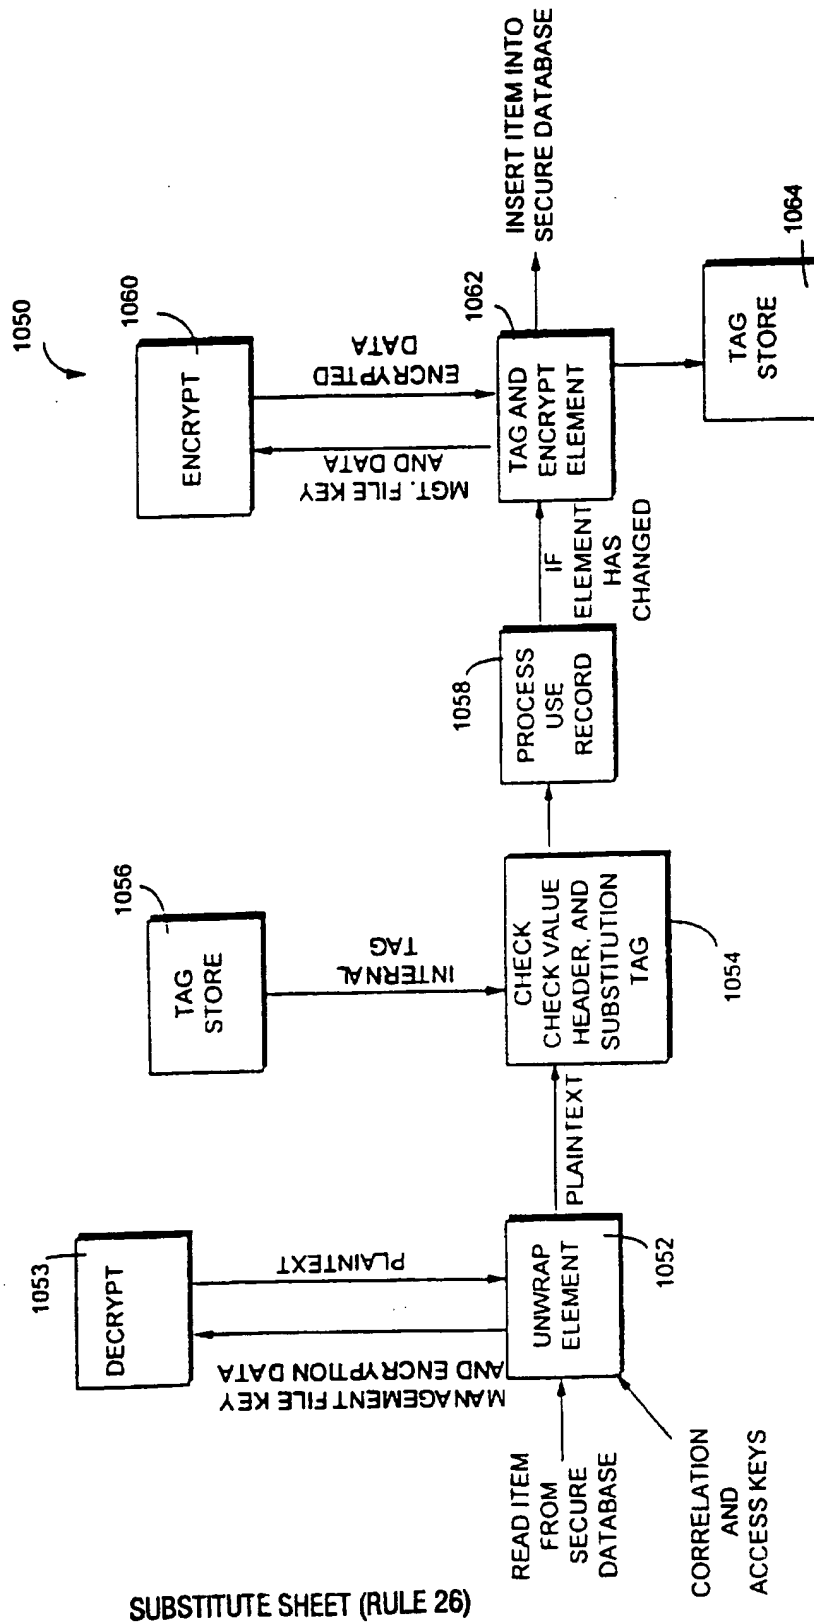 1050
1053
DECRYPT
MANAGEMENT FILE KEY
AND ENCRYPTION DATA
PLAINTEXT
READ ITEM
FROM
SECURE
DATABASE
UNWRAP
ELEMENT
1052
CORRELATION
AND
ACCESS KEYS
PLAINTEXT
1056
TAG
STORE
INTERNAL
TAG
CHECK
CHECK VALUE
HEADER, AND
SUBSTITUTION
TAG
1054
1058
PROCESS
USE
RECORD
IF
ELEMENT
HAS
CHANGED
1060
ENCRYPT
MGT. FILE KEY
AND DATA
ENCRYPTED
DATA
1062
TAG AND
ENCRYPT
ELEMENT
INSERT ITEM INTO
SECURE DATABASE
TAG
STORE
1064
SUBSTITUTE SHEET (RULE 26)